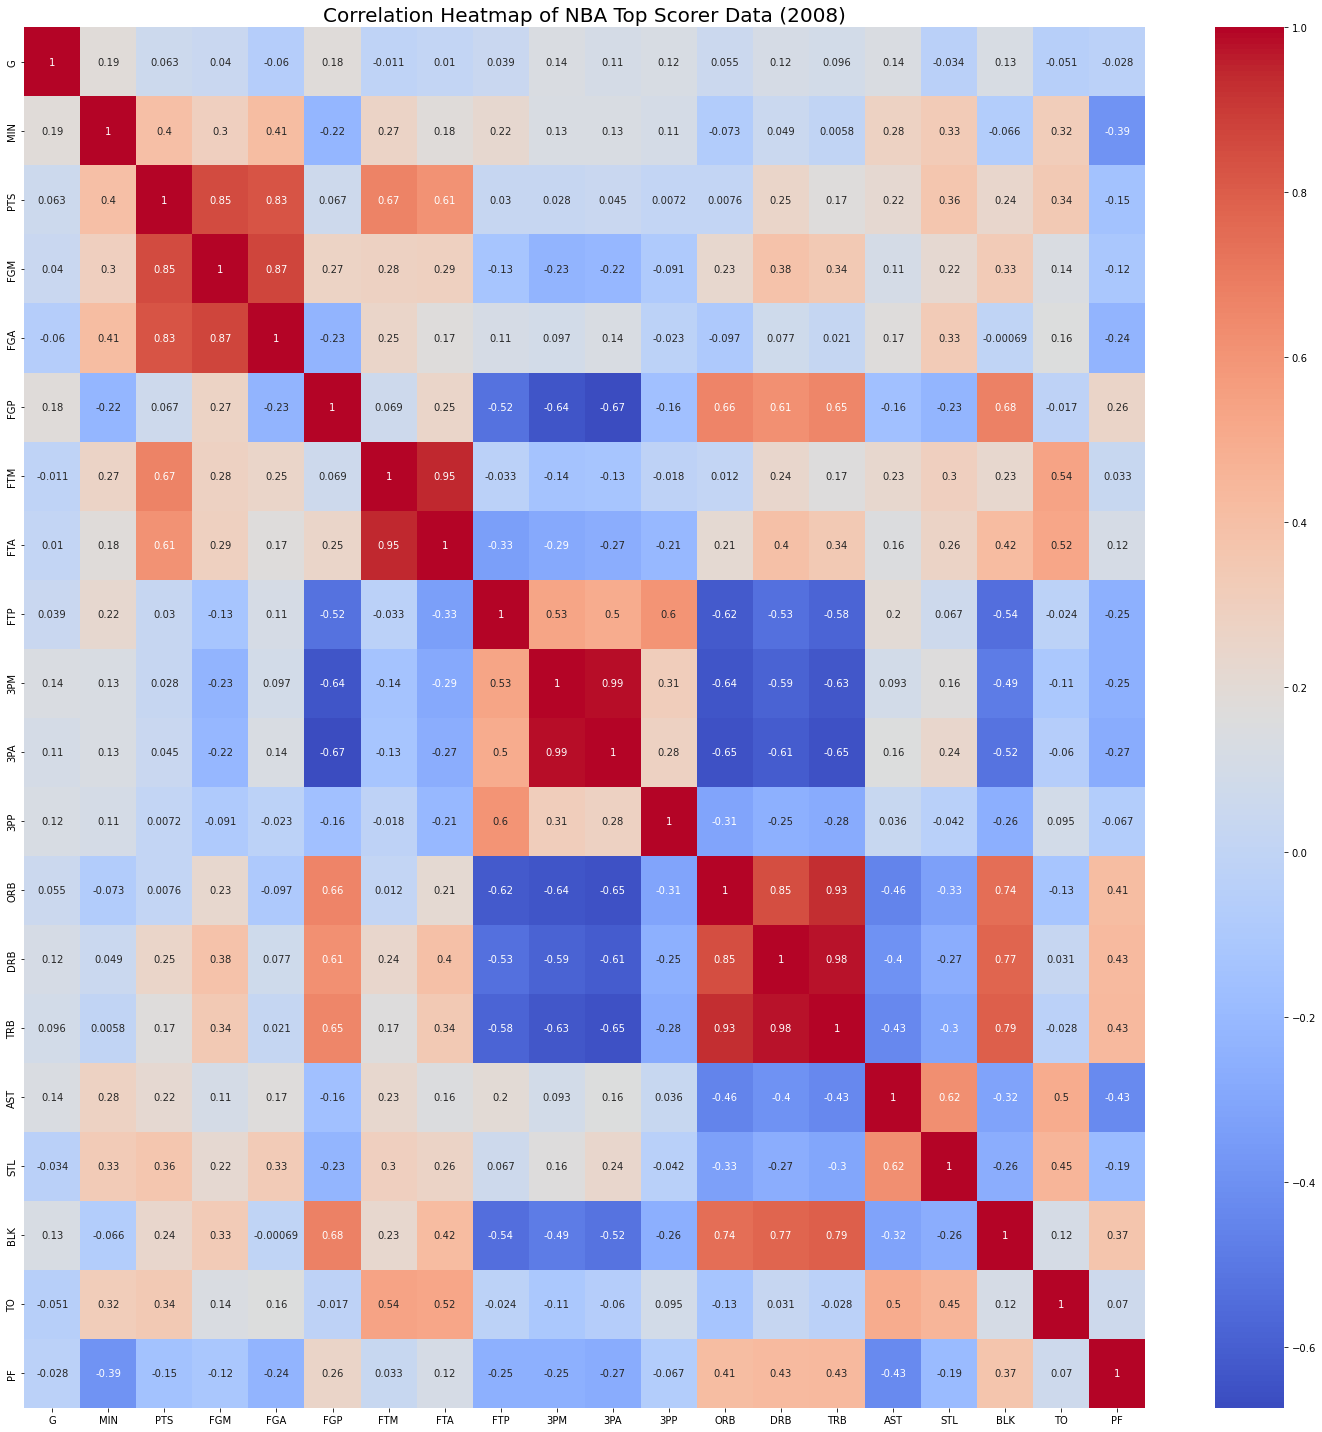 Correlation Heatmap of NBA Top Scorer Data (2008)
G 1 0.19 0.063 0.04 -0.06 0.18 -0.011 0.01 0.039 0.14 0.11 0.12 0.055 0.12 0.096 0.14 -0.034 0.13 -0.051 -0.028
MIN 0.19 1 0.4 0.3 0.41 -0.22 0.27 0.18 0.22 0.13 0.13 0.11 -0.073 0.049 0.0058 0.28 0.33 -0.066 0.32 -0.39
PTS 0.063 0.4 1 0.85 0.83 0.067 0.67 0.61 0.03 0.028 0.045 0.0072 0.0076 0.25 0.17 0.22 0.36 0.24 0.34 -0.15
FGM 0.04 0.3 0.85 1 0.87 0.27 0.28 0.29 -0.13 -0.23 -0.22 -0.091 0.23 0.38 0.34 0.11 0.22 0.33 0.14 -0.12
FGA -0.06 0.41 0.83 0.87 1 -0.23 0.25 0.17 0.11 0.097 0.14 -0.023 -0.097 0.077 0.021 0.17 0.33 -0.00069 0.16 -0.24
FGP 0.18 -0.22 0.067 0.27 -0.23 1 0.069 0.25 -0.52 -0.64 -0.67 -0.16 0.66 0.61 0.65 -0.16 -0.23 0.68 -0.017 0.26
FTM -0.011 0.27 0.67 0.28 0.25 0.069 1 0.95 -0.033 -0.14 -0.13 -0.018 0.012 0.24 0.17 0.23 0.3 0.23 0.54 0.033
FTA 0.01 0.18 0.61 0.29 0.17 0.25 0.95 1 -0.33 -0.29 -0.27 -0.21 0.21 0.4 0.34 0.16 0.26 0.42 0.52 0.12
FTP 0.039 0.22 0.03 -0.13 0.11 -0.52 -0.033 -0.33 1 0.53 0.5 0.6 -0.62 -0.53 -0.58 0.2 0.067 -0.54 -0.024 -0.25
3PM 0.14 0.13 0.028 -0.23 0.097 -0.64 -0.14 -0.29 0.53 1 0.99 0.31 -0.64 -0.59 -0.63 0.093 0.16 -0.49 -0.11 -0.25
3PA 0.11 0.13 0.045 -0.22 0.14 -0.67 -0.13 -0.27 0.5 0.99 1 0.28 -0.65 -0.61 -0.65 0.16 0.24 -0.52 -0.06 -0.27
3PP 0.12 0.11 0.0072 -0.091 -0.023 -0.16 -0.018 -0.21 0.6 0.31 0.28 1 -0.31 -0.25 -0.28 0.036 -0.042 -0.26 0.095 -0.067
ORB 0.055 -0.073 0.0076 0.23 -0.097 0.66 0.012 0.21 -0.62 -0.64 -0.65 -0.31 1 0.85 0.93 -0.46 -0.33 0.74 -0.13 0.41
DRB 0.12 0.049 0.25 0.38 0.077 0.61 0.24 0.4 -0.53 -0.59 -0.61 -0.25 0.85 1 0.98 -0.4 -0.27 0.77 0.031 0.43
TRB 0.096 0.0058 0.17 0.34 0.021 0.65 0.17 0.34 -0.58 -0.63 -0.65 -0.28 0.93 0.98 1 -0.43 -0.3 0.79 -0.028 0.43
AST 0.14 0.28 0.22 0.11 0.17 -0.16 0.23 0.16 0.2 0.093 0.16 0.036 -0.46 -0.4 -0.43 1 0.62 -0.32 0.5 -0.43
STL -0.034 0.33 0.36 0.22 0.33 -0.23 0.3 0.26 0.067 0.16 0.24 -0.042 -0.33 -0.27 -0.3 0.62 1 -0.26 0.45 -0.19
BLK 0.13 -0.066 0.24 0.33 -0.00069 0.68 0.23 0.42 -0.54 -0.49 -0.52 -0.26 0.74 0.77 0.79 -0.32 -0.26 1 0.12 0.37
TO -0.051 0.32 0.34 0.14 0.16 -0.017 0.54 0.52 -0.024 -0.11 -0.06 0.095 -0.13 0.031 -0.028 0.5 0.45 0.12 1 0.07
PF -0.028 -0.39 -0.15 -0.12 -0.24 0.26 0.033 0.12 -0.25 -0.25 -0.27 -0.067 0.41 0.43 0.43 -0.43 -0.19 0.37 0.07 1
G MIN PTS FGM FGA FGP FTM FTA FTP 3PM 3PA 3PP ORB DRB TRB AST STL BLK TO PF
1.0
0.8
0.6
0.4
0.2
0.0
−0.2
−0.4
−0.6